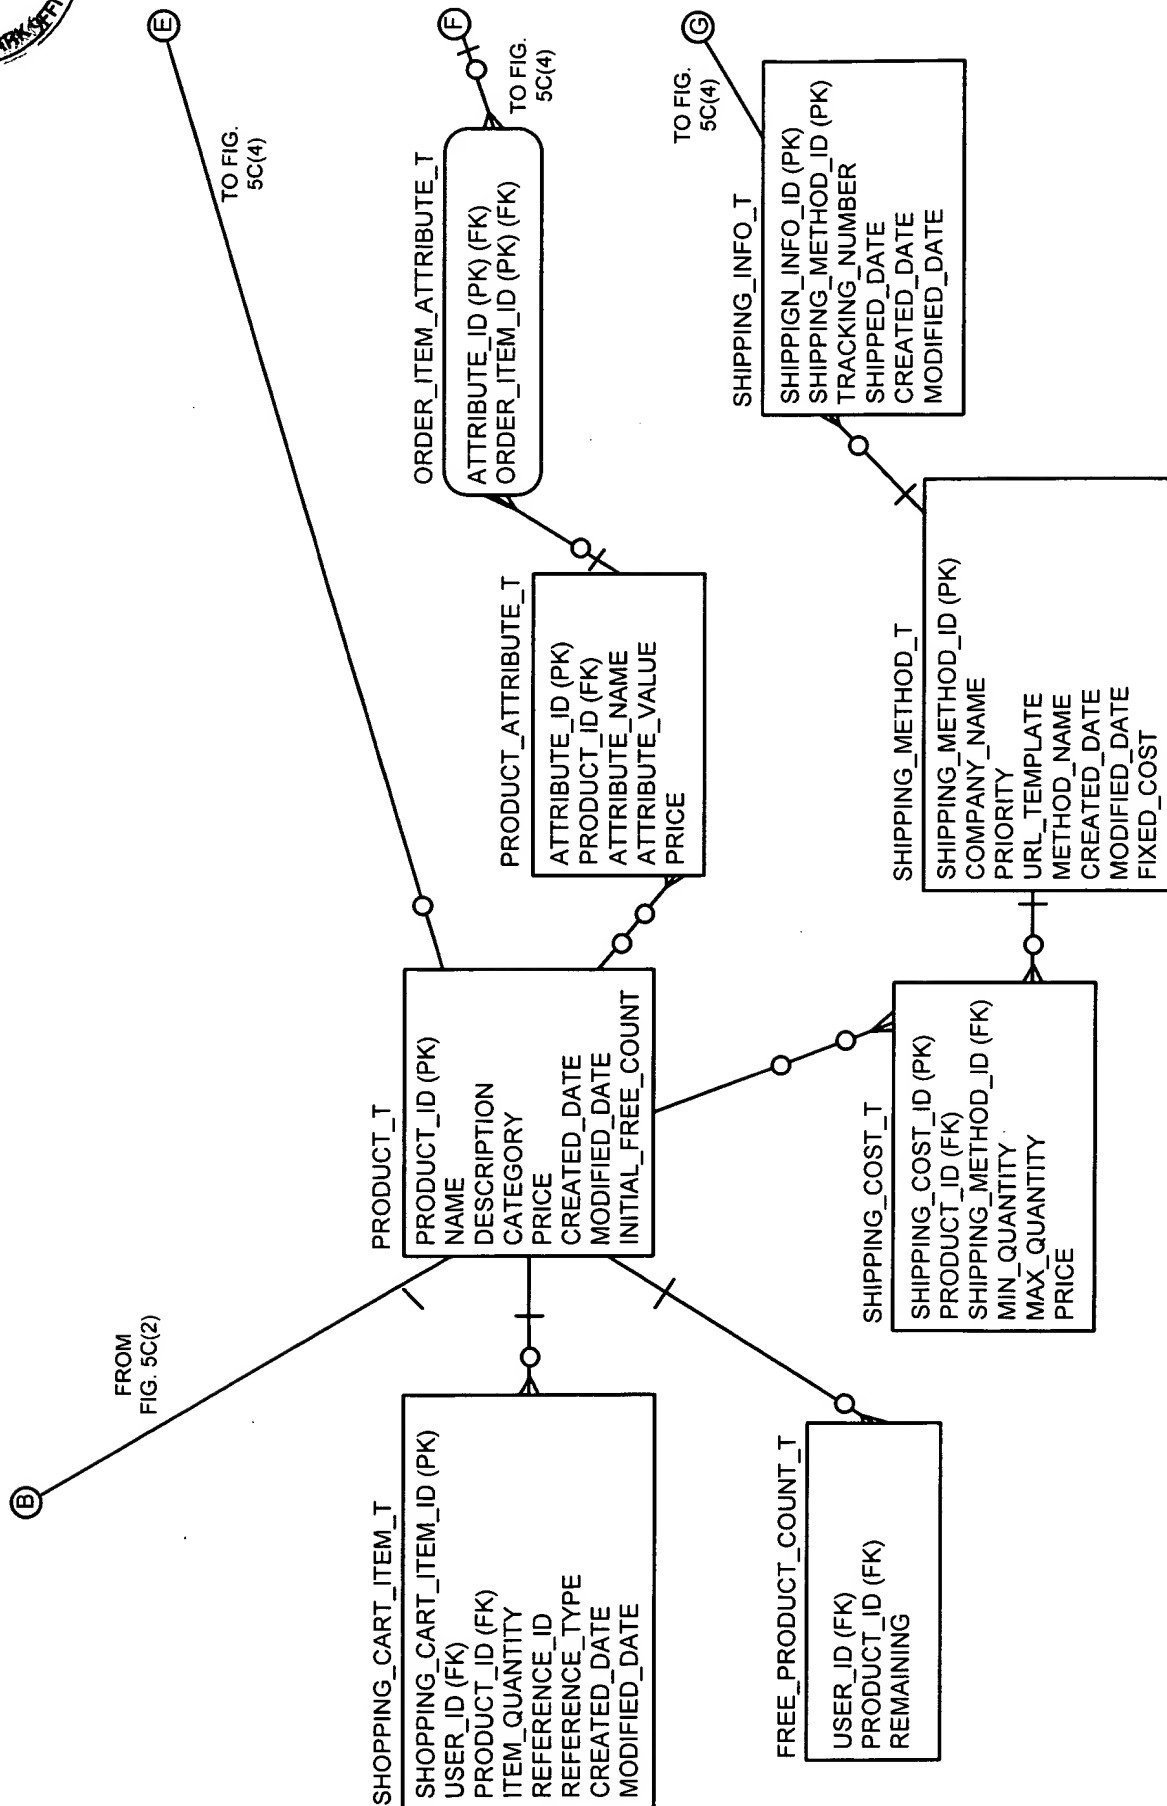 B
FROM
FIG. 5C(2)
E
TO FIG.
5C(4)
SHOPPING_CART_ITEM_T
SHOPPING_CART_ITEM_ID (PK)
USER_ID (FK)
PRODUCT_ID (FK)
ITEM_QUANTITY
REFERENCE_ID
REFERENCE_TYPE
CREATED_DATE
MODIFIED_DATE
PRODUCT_T
PRODUCT_ID (PK)
NAME
DESCRIPTION
CATEGORY
PRICE
CREATED_DATE
MODIFIED_DATE
INITIAL_FREE_COUNT
PRODUCT_ATTRIBUTE_T
ATTRIBUTE_ID (PK)
PRODUCT_ID (FK)
ATTRIBUTE_NAME
ATTRIBUTE_VALUE
PRICE
ORDER_ITEM_ATTRIBUTE_T
ATTRIBUTE_ID (PK) (FK)
ORDER_ITEM_ID (PK) (FK)
F
TO FIG.
5C(4)
FREE_PRODUCT_COUNT_T
USER_ID (FK)
PRODUCT_ID (FK)
REMAINING
SHIPPING_COST_T
SHIPPING_COST_ID (PK)
PRODUCT_ID (FK)
SHIPPING_METHOD_ID (FK)
MIN_QUANTITY
MAX_QUANTITY
PRICE
SHIPPING_METHOD_T
SHIPPING_METHOD_ID (PK)
COMPANY_NAME
PRIORITY
URL_TEMPLATE
METHOD_NAME
CREATED_DATE
MODIFIED_DATE
FIXED_COST
G
TO FIG.
5C(4)
SHIPPING_INFO_T
SHIPPIGN_INFO_ID (PK)
SHIPPING_METHOD_ID (PK)
TRACKING_NUMBER
SHIPPED_DATE
CREATED_DATE
MODIFIED_DATE